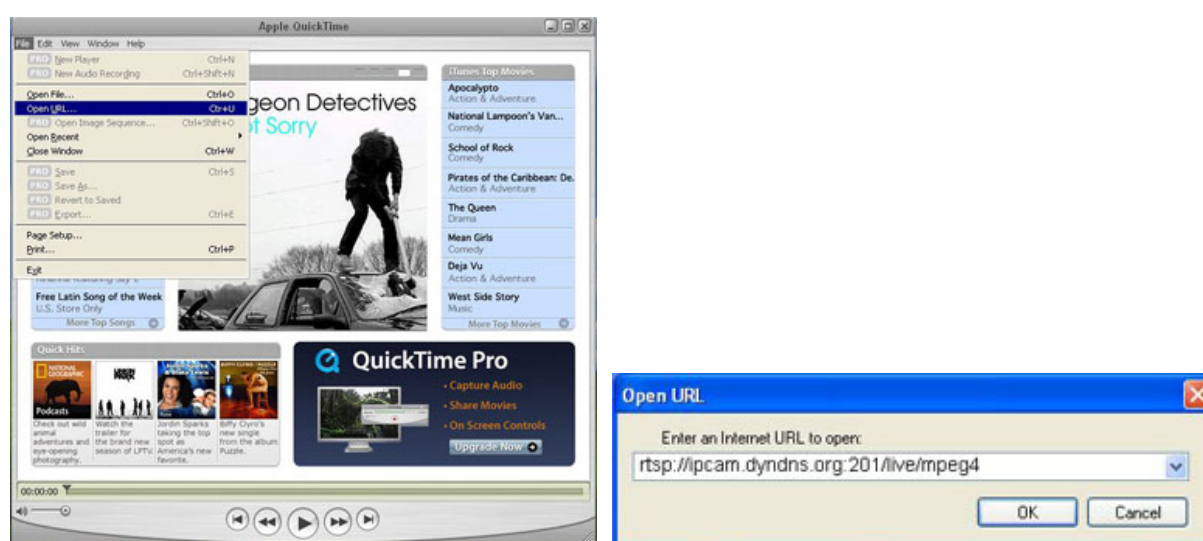 Apple QuickTime
File Edit View Window Help
PRO New Player Ctrl+N
PRO New Audio Recording Ctrl+Shift+N
Open File... Ctrl+O
Open URL... Ctrl+U
PRO Open Image Sequence... Ctrl+Shift+O
Open Recent
Close Window Ctrl+W
PRO Save Ctrl+S
PRO Save As...
PRO Revert to Saved
PRO Export... Ctrl+E
Page Setup...
Print... Ctrl+P
Exit
Free Latin Song of the Week
U.S. Store Only
More Top Songs
geon Detectives
t Sorry
iTunes Top Movies
Apocalypto
Action & Adventure
National Lampoon's Van...
Comedy
School of Rock
Comedy
Pirates of the Caribbean: De.
Action & Adventure
The Queen
Drama
Mean Girls
Comedy
Deja Vu
Action & Adventure
West Side Story
Music
More Top Movies
Quick Hits
NATIONAL
GEOGRAPHIC
Podcasts
Check out wild
animal
adventures and
eye-opening
photography.
Watch the
trailer for
the brand new
season of LPTV.
Jordin Sparks
taking the top
spot as
America's new
favorite.
Biffy Clyro's
new single
from the album
Puzzle.
QuickTime Pro
• Capture Audio
• Share Movies
• On Screen Controls
Upgrade Now
00:00:00
Open URL
Enter an Internet URL to open:
rtsp://ipcam.dyndns.org:201/live/mpeg4
OK Cancel